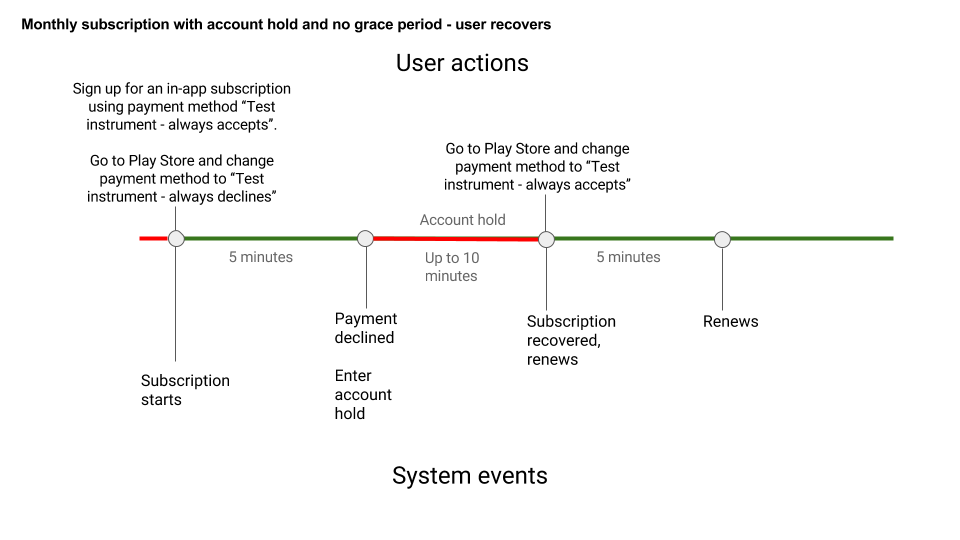 Monthly subscription with account hold and no grace period - user recovers
User actions
Sign up for an in-app subscription
using payment method “Test
instrument - always accepts”.
Go to Play Store and change
payment method to “Test
instrument - always declines”
Go to Play Store and change
payment method to “Test
instrument - always accepts”
Account hold
5 minutes
Up to 10
minutes
5 minutes
Payment
declined
Enter
account
hold
Subscription
recovered,
renews
Renews
Subscription
starts
System events